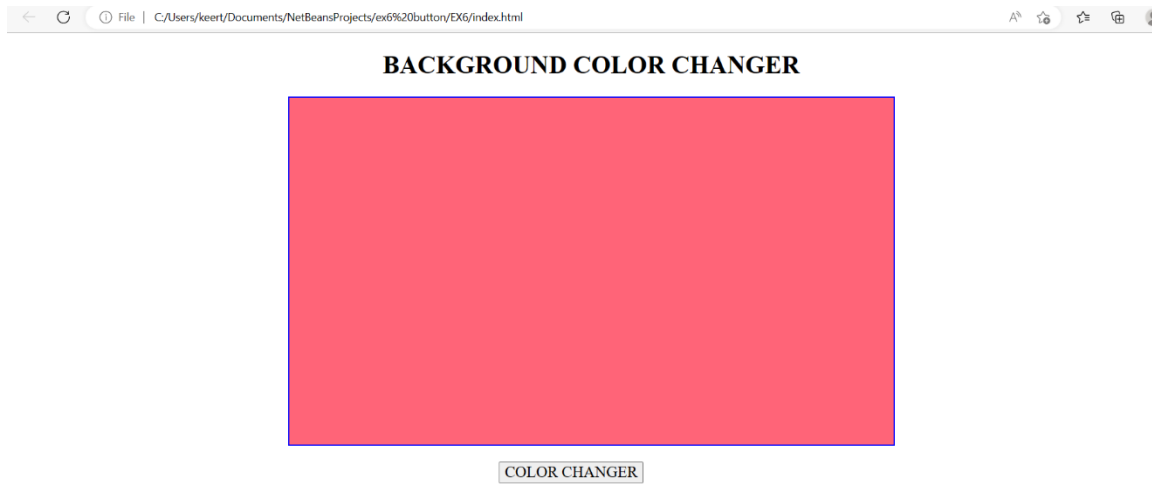 File | C:/Users/keert/Documents/NetBeansProjects/ex6%20button/EX6/index.html
BACKGROUND COLOR CHANGER
COLOR CHANGER